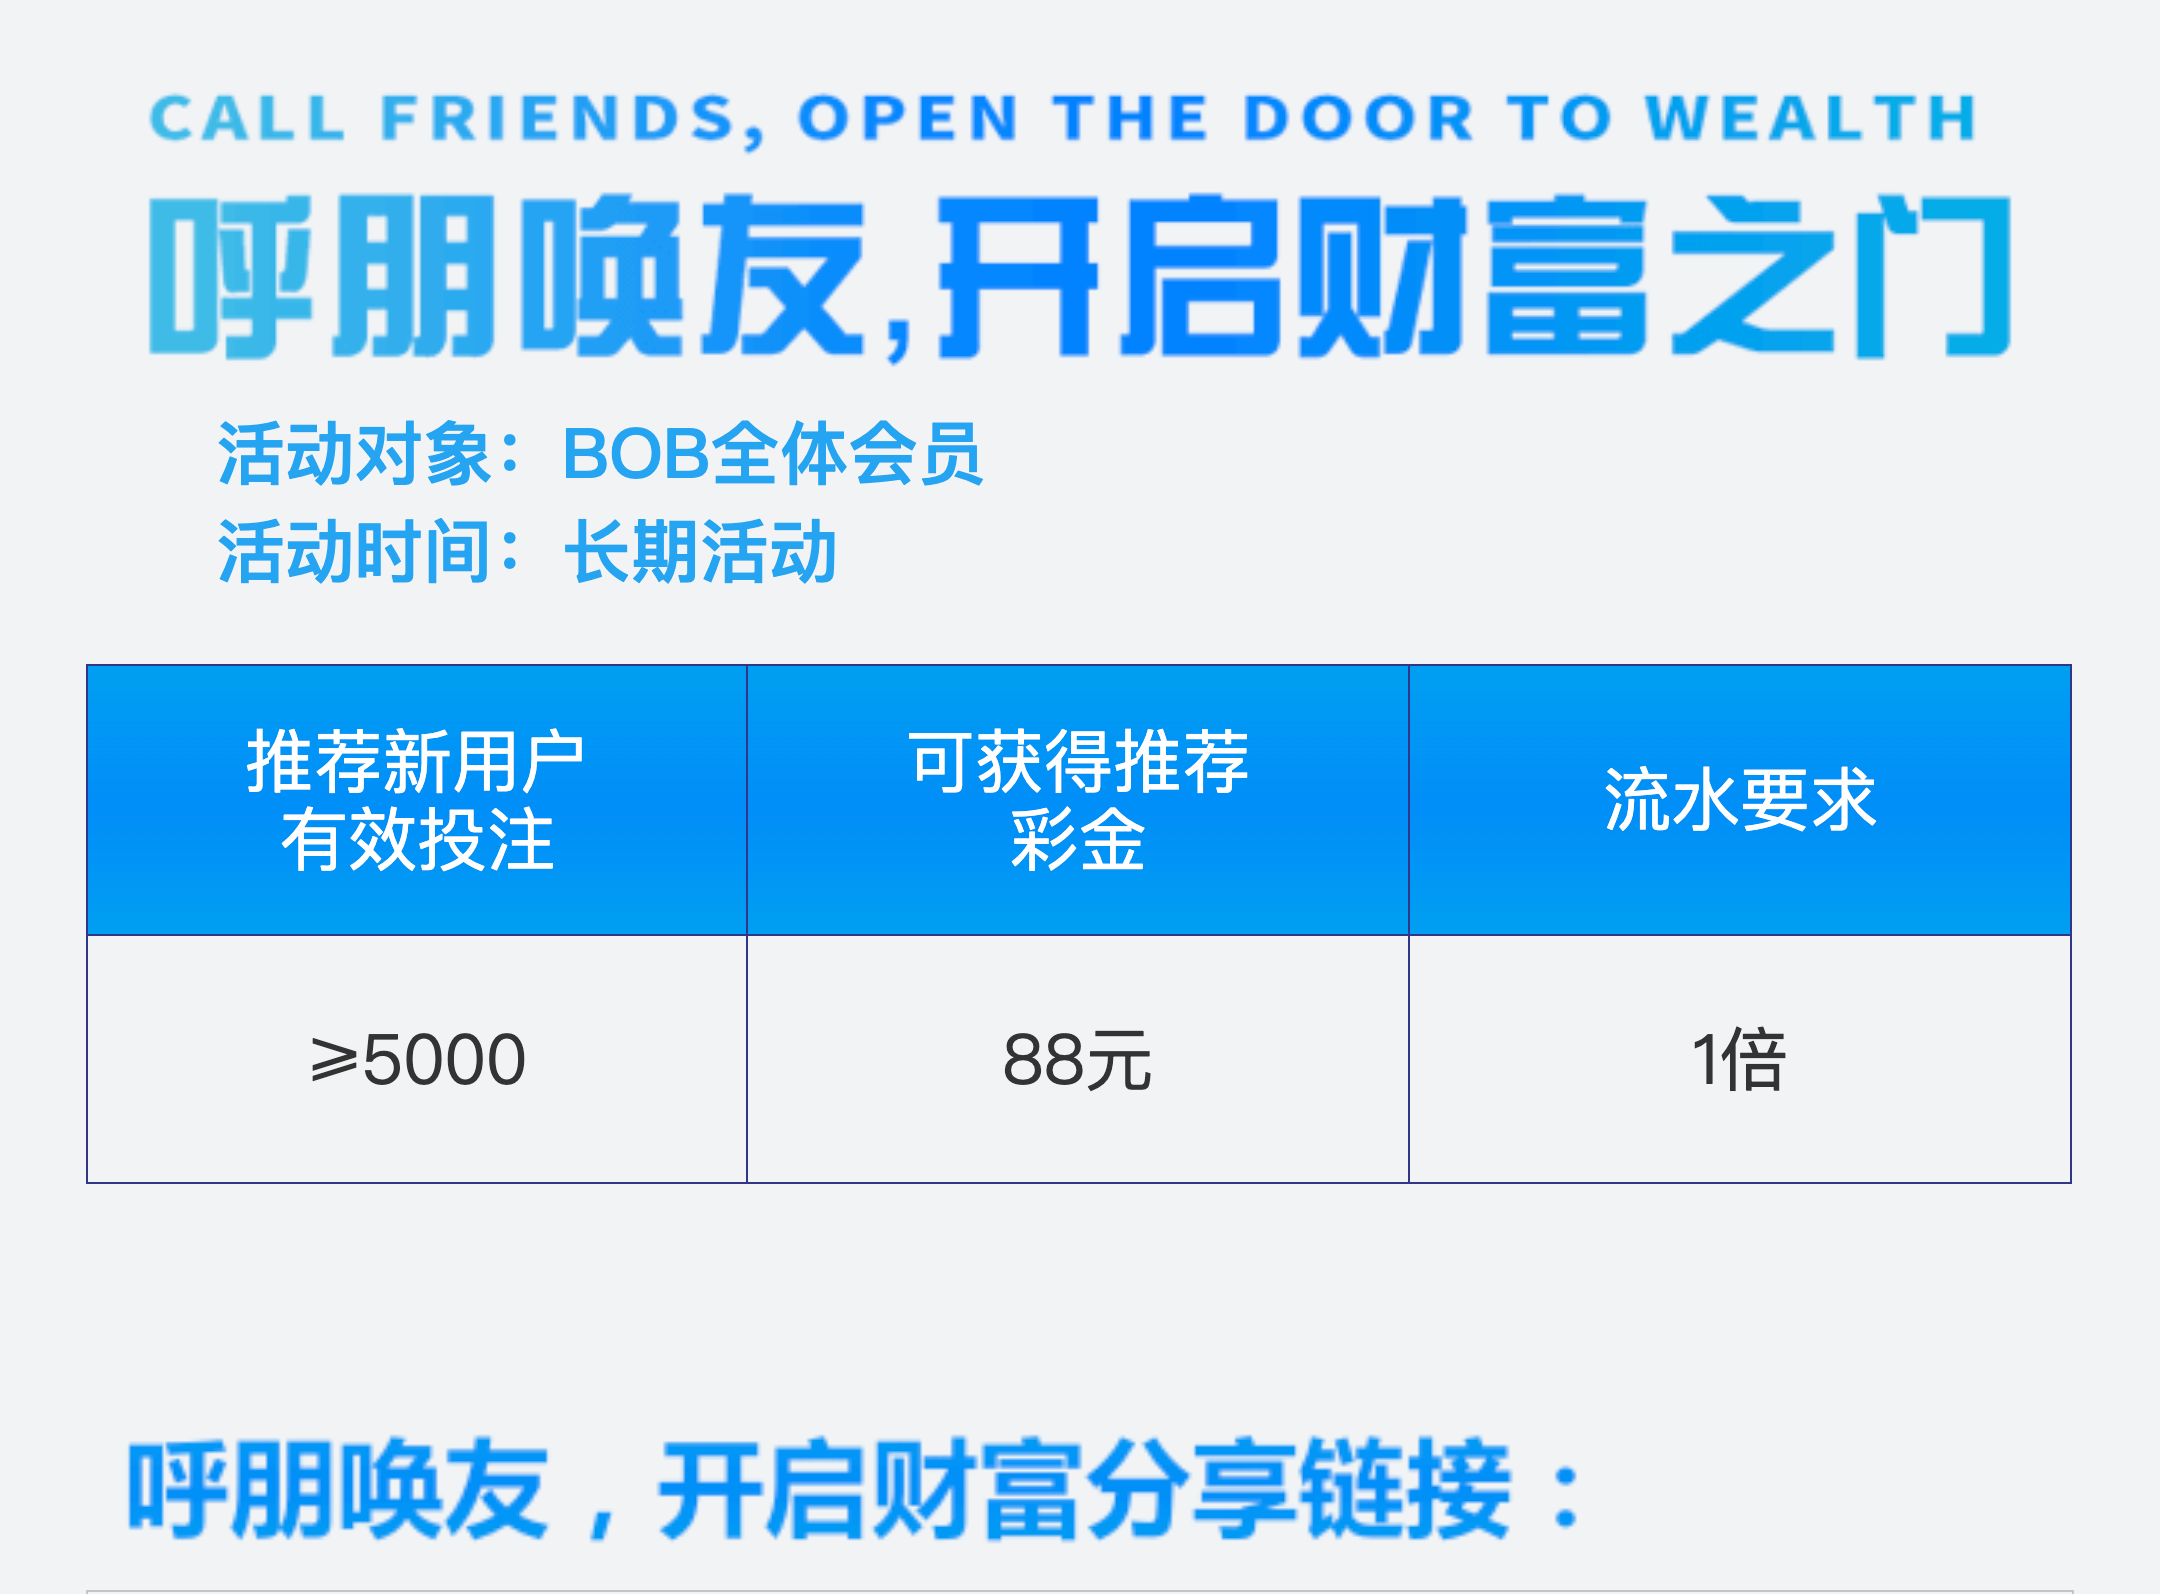 CALL FRIENDS, OPEN THE DOOR TO WEALTH
呼朋唤友,开启财富之门
活动对象：BOB全体会员
活动时间：长期活动
推荐新用户
有效投注
可获得推荐
彩金
流水要求
⩾5000
88元
1倍
呼朋唤友，开启财富分享链接：